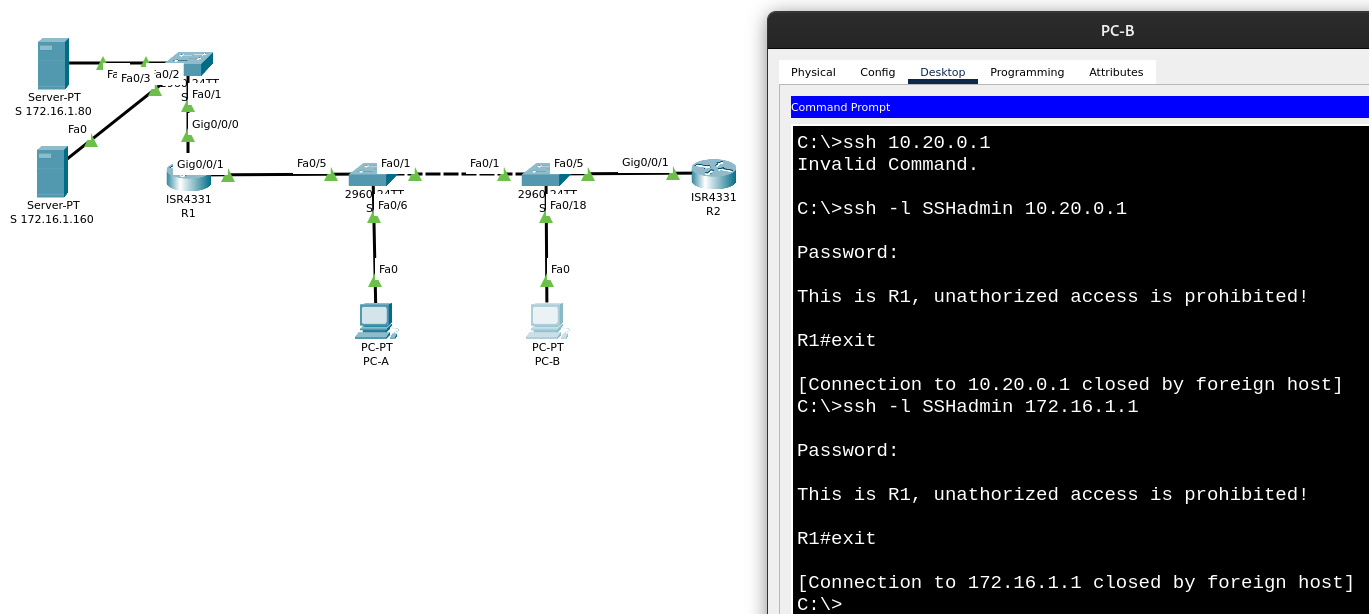 Fa0/3
Fa0/2
Server-PT
S 172.16.1.80
Fa0/1
Fa0
Gig0/0/0
Server-PT
S 172.16.1.160
Gig0/0/1
ISR4331
R1
Fa0/5
Fa0/1
Fa0/6
Fa0
PC-PT
PC-A
Fa0/1
Fa0/5
Fa0/18
Fa0
PC-PT
PC-B
Gig0/0/1
ISR4331
R2
PC-B
Physical Config Desktop Programming Attributes
Command Prompt
C:\>ssh 10.20.0.1
Invalid Command.
C:\>ssh -l SSHadmin 10.20.0.1
Password:
This is R1, unathorized access is prohibited!
R1#exit
[Connection to 10.20.0.1 closed by foreign host]
C:\>ssh -l SSHadmin 172.16.1.1
Password:
This is R1, unathorized access is prohibited!
R1#exit
[Connection to 172.16.1.1 closed by foreign host]
C:\>